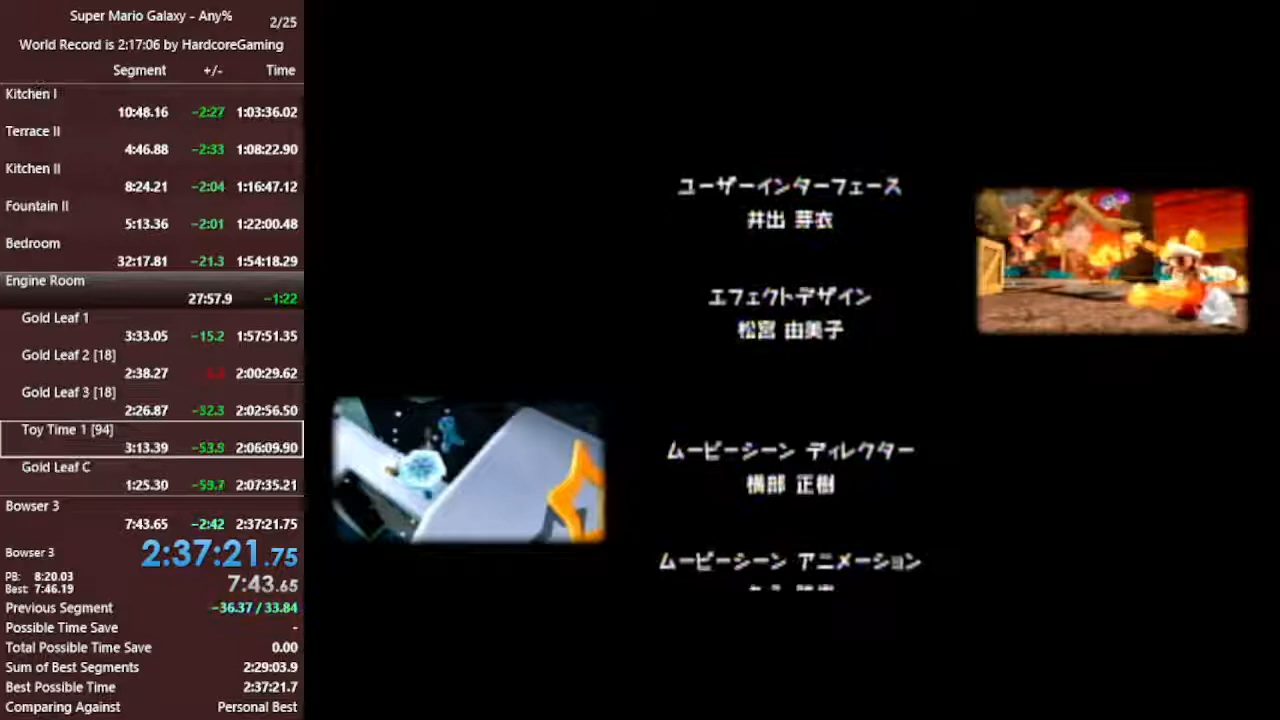 Super Mario Galaxy - Any%
2/25
World Record is 2:17:06 by HardcoreGaming
Segment +/- Time
Kitchen I
10:48.16 -2:27 1:03:36.02
Terrace II
4:46.88 -2:33 1:08:22.90
Kitchen II
8:24.21 -2:04 1:16:47.12
Fountain II
5:13.36 -2:01 1:22:00.48
Bedroom
32:17.81 -21.3 1:54:18.29
Engine Room
27:57.9 -1:22
Gold Leaf 1
3:33.05 -15.2 1:57:51.35
Gold Leaf 2 [18]
2:38.27 2:00:29.62
Gold Leaf 3 [18]
2:26.87 -32.3 2:02:56.50
Toy Time 1 [94]
3:13.39 -53.9 2:06:09.90
Gold Leaf C
1:25.30 -59.7 2:07:35.21
Bowser 3
7:43.65 -2:42 2:37:21.75
2:37:21.75
Bowser 3
PB: 8:20.03
Best: 7:46.19
7:43.65
Previous Segment -36.37 / 33.84
Possible Time Save -
Total Possible Time Save 0.00
Sum of Best Segments 2:29:03.9
Best Possible Time 2:37:21.7
Comparing Against Personal Best
ユーザーインターフェース
井出 芽衣
エフェクトデザイン
松宮 由美子
ムービーシーン ディレクター
横部 正樹
ムービーシーン アニメーション